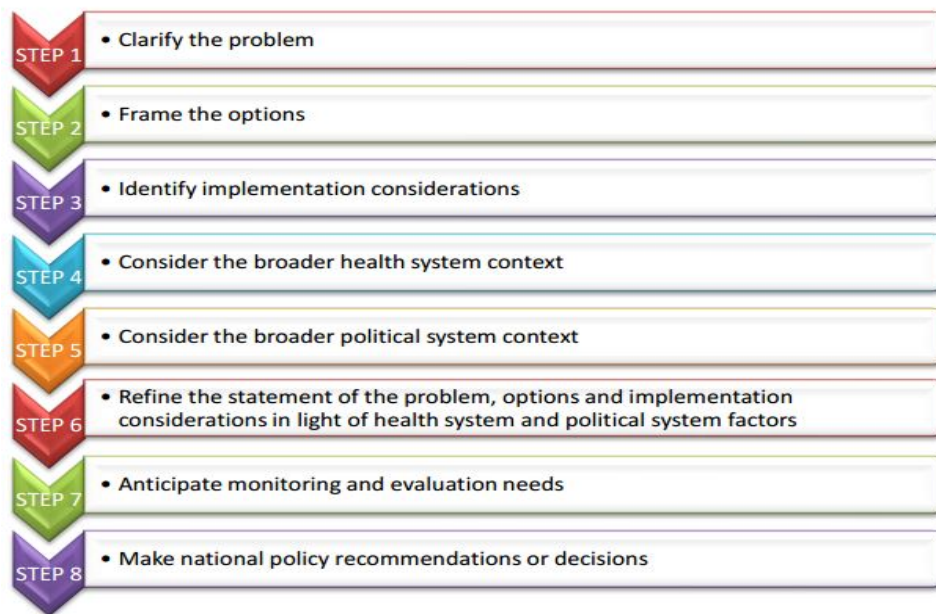 STEP 1
• Clarify the problem
STEP 2
• Frame the options
STEP 3
• Identify implementation considerations
STEP 4
• Consider the broader health system context
STEP 5
• Consider the broader political system context
STEP 6
• Refine the statement of the problem, options and implementation
considerations in light of health system and political system factors
STEP 7
• Anticipate monitoring and evaluation needs
STEP 8
• Make national policy recommendations or decisions